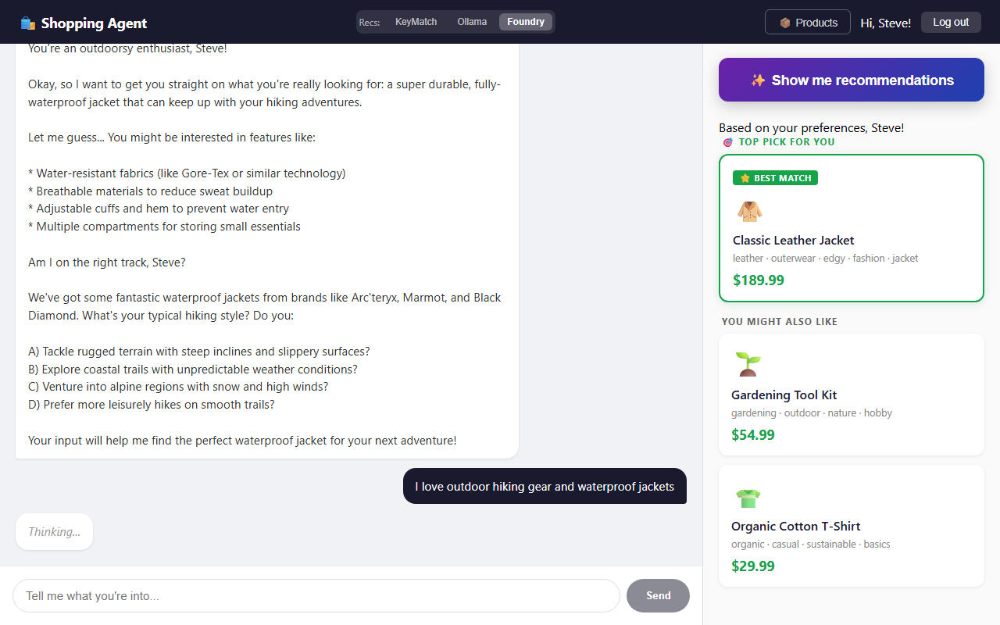 Shopping Agent
Recs: KeyMatch Ollama Foundry
Products
Hi, Steve!
Log out
You're an outdoorsy enthusiast, Steve!
Okay, so I want to get you straight on what you're really looking for: a super durable, fully-
waterproof jacket that can keep up with your hiking adventures.
Let me guess... You might be interested in features like:
* Water-resistant fabrics (like Gore-Tex or similar technology)
* Breathable materials to reduce sweat buildup
* Adjustable cuffs and hem to prevent water entry
* Multiple compartments for storing small essentials
Am I on the right track, Steve?
We've got some fantastic waterproof jackets from brands like Arc'teryx, Marmot, and Black
Diamond. What's your typical hiking style? Do you:
A) Tackle rugged terrain with steep inclines and slippery surfaces?
B) Explore coastal trails with unpredictable weather conditions?
C) Venture into alpine regions with snow and high winds?
D) Prefer more leisurely hikes on smooth trails?
Your input will help me find the perfect waterproof jacket for your next adventure!
I love outdoor hiking gear and waterproof jackets
Thinking...
Tell me what you're into...
Send
Show me recommendations
Based on your preferences, Steve!
TOP PICK FOR YOU
BEST MATCH
Classic Leather Jacket
leather · outerwear · edgy · fashion · jacket
$189.99
YOU MIGHT ALSO LIKE
Gardening Tool Kit
gardening · outdoor · nature · hobby
$54.99
Organic Cotton T-Shirt
organic · casual · sustainable · basics
$29.99